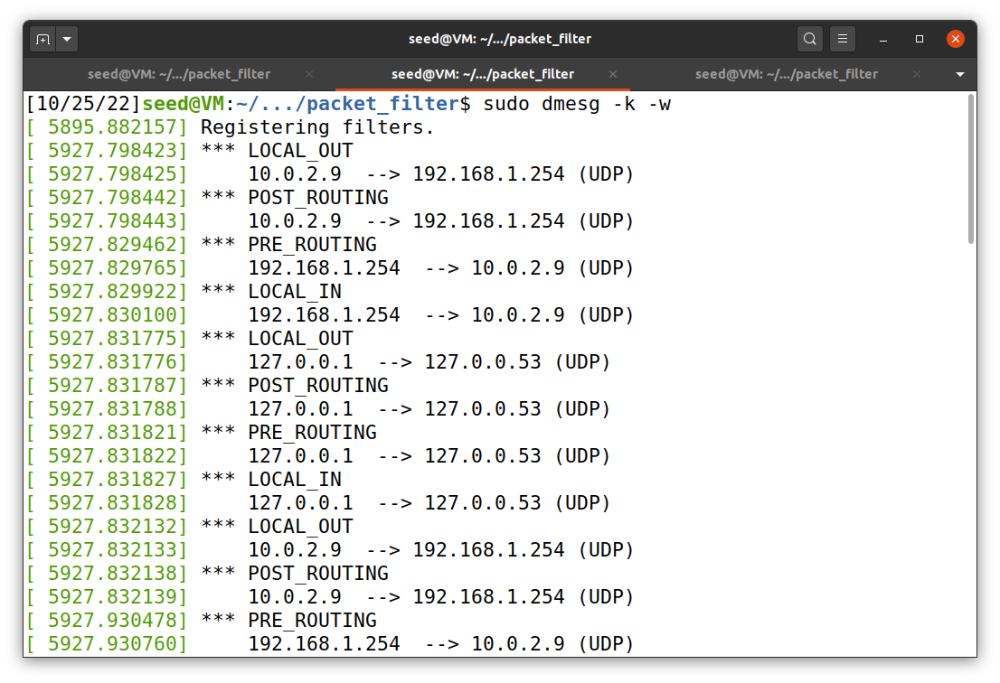 seed@VM: ~/.../packet_filter
seed@VM: ~/.../packet_filter seed@VM: ~/.../packet_filter seed@VM: ~/.../packet_filter
[10/25/22]seed@VM:~/.../packet_filter$ sudo dmesg -k -w
[ 5895.882157] Registering filters.
[ 5927.798423] *** LOCAL_OUT
[ 5927.798425]     10.0.2.9  --> 192.168.1.254 (UDP)
[ 5927.798442] *** POST_ROUTING
[ 5927.798443]     10.0.2.9  --> 192.168.1.254 (UDP)
[ 5927.829462] *** PRE_ROUTING
[ 5927.829765]     192.168.1.254  --> 10.0.2.9 (UDP)
[ 5927.829922] *** LOCAL_IN
[ 5927.830100]     192.168.1.254  --> 10.0.2.9 (UDP)
[ 5927.831775] *** LOCAL_OUT
[ 5927.831776]     127.0.0.1  --> 127.0.0.53 (UDP)
[ 5927.831787] *** POST_ROUTING
[ 5927.831788]     127.0.0.1  --> 127.0.0.53 (UDP)
[ 5927.831821] *** PRE_ROUTING
[ 5927.831822]     127.0.0.1  --> 127.0.0.53 (UDP)
[ 5927.831827] *** LOCAL_IN
[ 5927.831828]     127.0.0.1  --> 127.0.0.53 (UDP)
[ 5927.832132] *** LOCAL_OUT
[ 5927.832133]     10.0.2.9  --> 192.168.1.254 (UDP)
[ 5927.832138] *** POST_ROUTING
[ 5927.832139]     10.0.2.9  --> 192.168.1.254 (UDP)
[ 5927.930478] *** PRE_ROUTING
[ 5927.930760]     192.168.1.254  --> 10.0.2.9 (UDP)